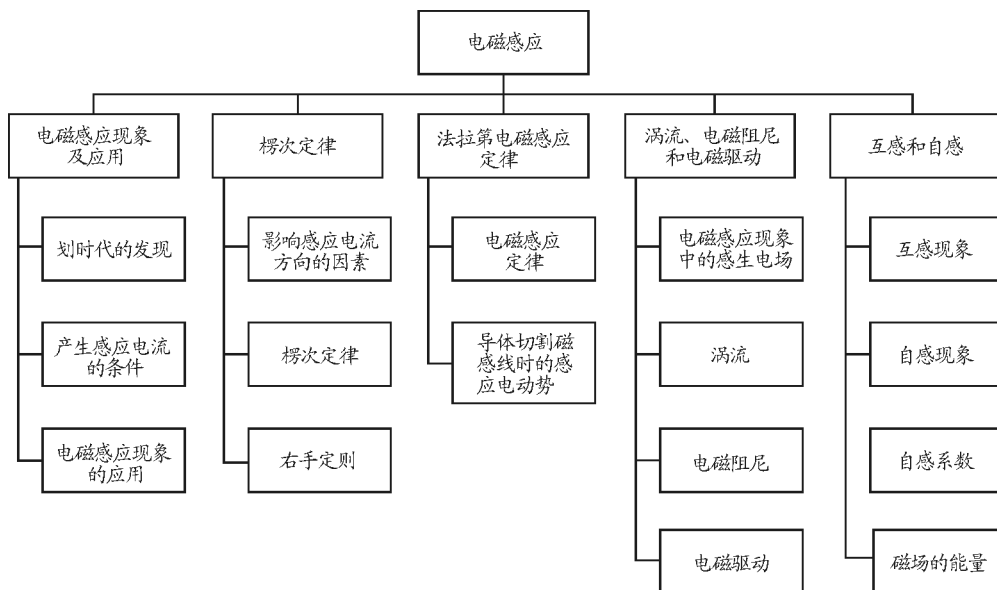 电磁感应
电磁感应现象
及应用
划时代的发现
产生感应电流
的条件
电磁感应现象
的应用
楞次定律
影响感应电流
方向的因素
楞次定律
右手定则
法拉第电磁感应
定律
电磁感应
定律
导体切割磁
感线时的感
应电动势
涡流、电磁阻尼
和电磁驱动
电磁感应现象
中的感生电场
涡流
电磁阻尼
电磁驱动
互感和自感
互感现象
自感现象
自感系数
磁场的能量